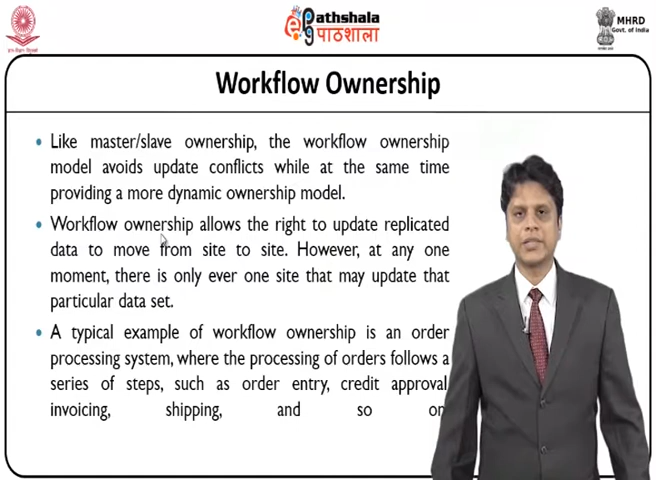 ePathshala
पाठशाला
MHRD
Govt. of India
Workflow Ownership
• Like master/slave ownership, the workflow ownership
model avoids update conflicts while at the same time
providing a more dynamic ownership model.
• Workflow ownership allows the right to update replicated
data to move from site to site. However, at any one
moment, there is only ever one site that may update that
particular data set.
• A typical example of workflow ownership is an order
processing system, where the processing of orders follows a
series of steps, such as order entry, credit approval
invoicing, shipping, and so on